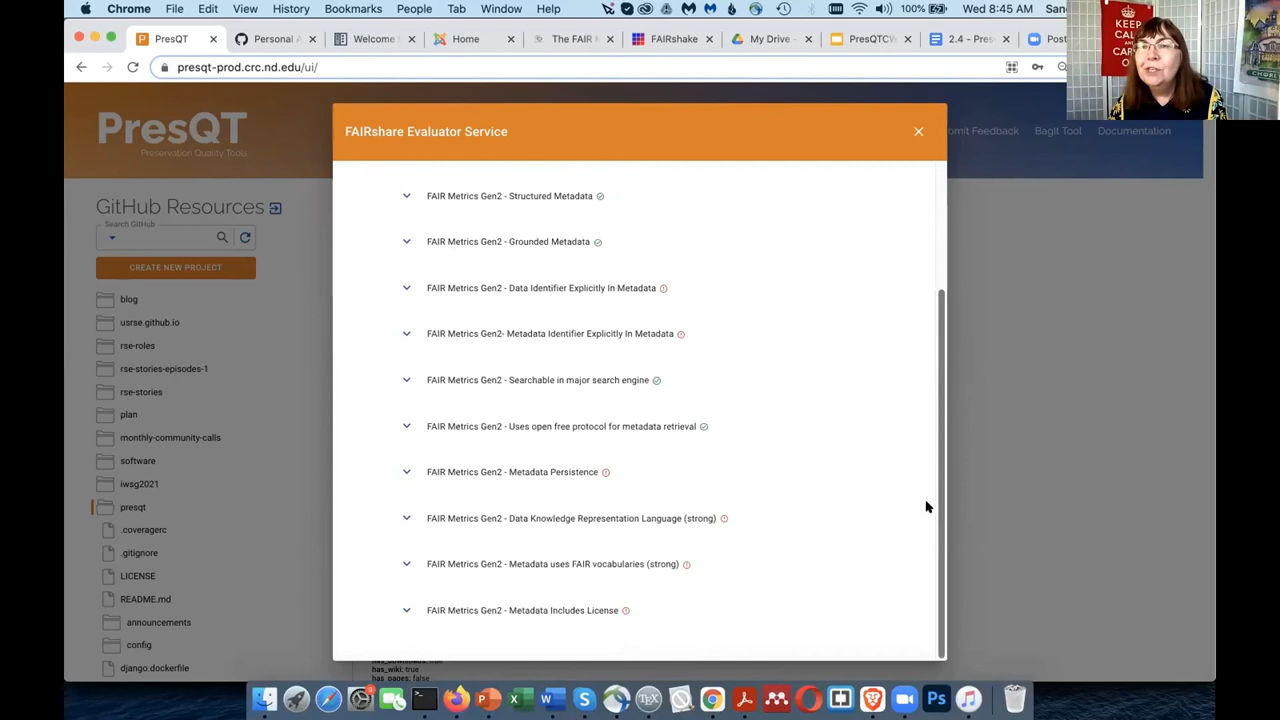 Chrome File Edit View History Bookmarks People Tab Window Help 100% Wed 8:45 AM
PresQT Personal A Welcome Home The FAIR M FAIRshake My Drive - PresQTCW 2.4 - Pres Post
presqt-prod.crc.nd.edu/ui/
KEEP
PresQT
Preservation Quality Tools
Feedback BagIt Tool Documentation
FAIRshare Evaluator Service
GitHub Resources
Search GitHub
CREATE NEW PROJECT
blog
usrse.github.io
rse-roles
rse-stories-episodes-1
rse-stories
plan
monthly-community-calls
software
iwsg2021
presqt
.coveragerc
.gitignore
LICENSE
README.md
announcements
config
django.dockerfile
FAIR Metrics Gen2 - Structured Metadata
FAIR Metrics Gen2 - Grounded Metadata
FAIR Metrics Gen2 - Data Identifier Explicitly In Metadata
FAIR Metrics Gen2- Metadata Identifier Explicitly In Metadata
FAIR Metrics Gen2 - Searchable in major search engine
FAIR Metrics Gen2 - Uses open free protocol for metadata retrieval
FAIR Metrics Gen2 - Metadata Persistence
FAIR Metrics Gen2 - Data Knowledge Representation Language (strong)
FAIR Metrics Gen2 - Metadata uses FAIR vocabularies (strong)
FAIR Metrics Gen2 - Metadata Includes License
has_wiki: true
has_pages: false